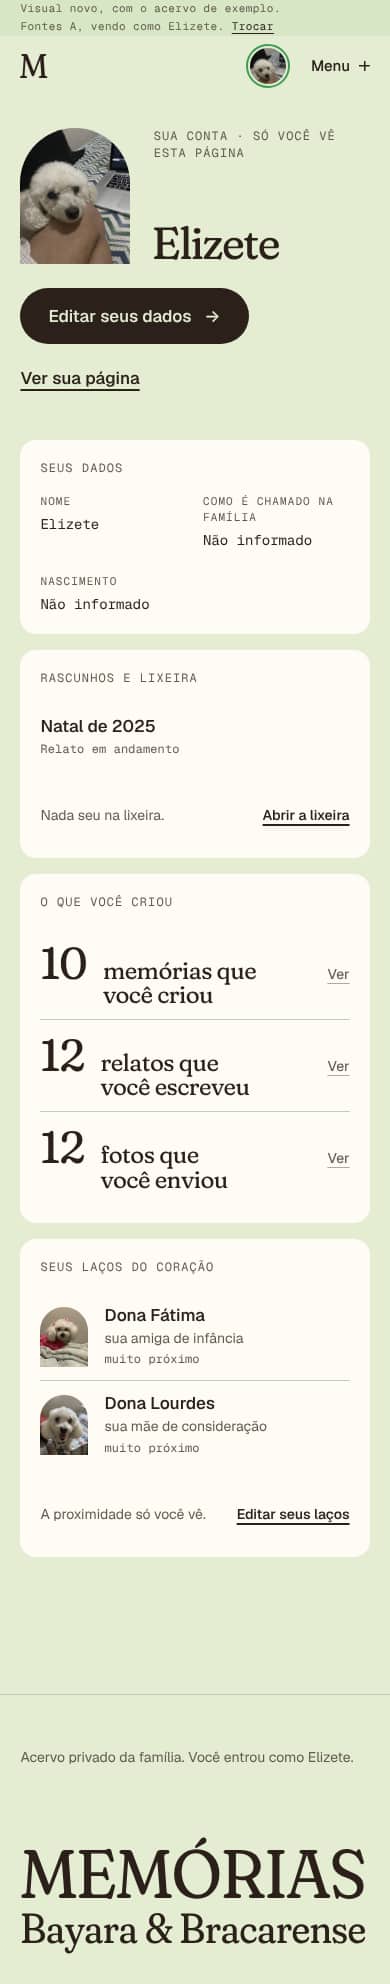 Visual novo, com o acervo de exemplo.
Fontes A, vendo como Elizete. Trocar
M
Menu +
SUA CONTA · SÓ VOCÊ VÊ
ESTA PÁGINA
Elizete
Editar seus dados →
Ver sua página
SEUS DADOS
NOME
Elizete
COMO É CHAMADO NA
FAMÍLIA
Não informado
NASCIMENTO
Não informado
RASCUNHOS E LIXEIRA
Natal de 2025
Relato em andamento
Nada seu na lixeira. Abrir a lixeira
O QUE VOCÊ CRIOU
10 memórias que Ver
você criou
12 relatos que Ver
você escreveu
12 fotos que Ver
você enviou
SEUS LAÇOS DO CORAÇÃO
Dona Fátima
sua amiga de infância
muito próximo
Dona Lourdes
sua mãe de consideração
muito próximo
A proximidade só você vê. Editar seus laços
Acervo privado da família. Você entrou como Elizete.
MEMÓRIAS
Bayara & Bracarense